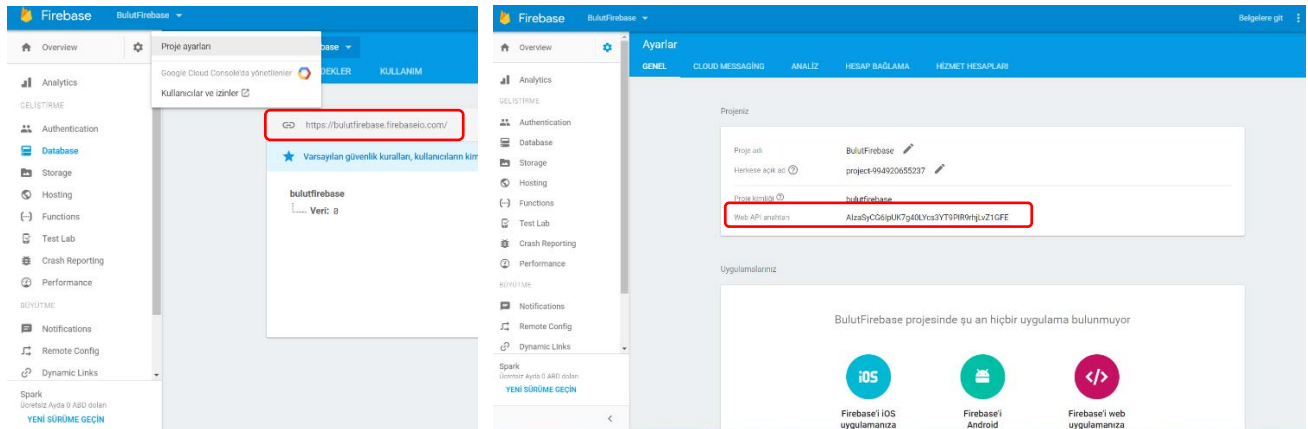 Firebase BulutFirebase
Overview
Proje ayarları
Google Cloud Console'da yönetilenler
Kullanıcılar ve izinler
KULLANIM
Analytics
GELİŞTİRME
Authentication
Database
Storage
Hosting
Functions
Test Lab
Crash Reporting
Performance
BÜYÜTME
Notifications
Remote Config
Dynamic Links
Spark
Ücretsiz Ayda 0 ABD doları
YENİ SÜRÜME GEÇİN
https://bulutfirebase.firebaseio.com/
Varsayılan güvenlik kuralları, kullanıcıların kim
bulutfirebase
Veri: 0
Firebase BulutFirebase
Belgelere git
Overview
Analytics
GELİŞTİRME
Authentication
Database
Storage
Hosting
Functions
Test Lab
Crash Reporting
Performance
BÜYÜTME
Notifications
Remote Config
Dynamic Links
Spark
Ücretsiz Ayda 0 ABD doları
YENİ SÜRÜME GEÇİN
Ayarlar
GENEL CLOUD MESSAGING ANALİZ HESAP BAĞLAMA HİZMET HESAPLARI
Projeniz
Proje adı BulutFirebase
Herkese açık ad project-994920655237
Proje kimliği bulutfirebase
Web API anahtarı
Uygulamalarınız
BulutFirebase projesinde şu an hiçbir uygulama bulunmuyor
iOS
Firebase'i iOS
uygulamanıza
Firebase'i
Android
</>
Firebase'i web
uygulamanıza